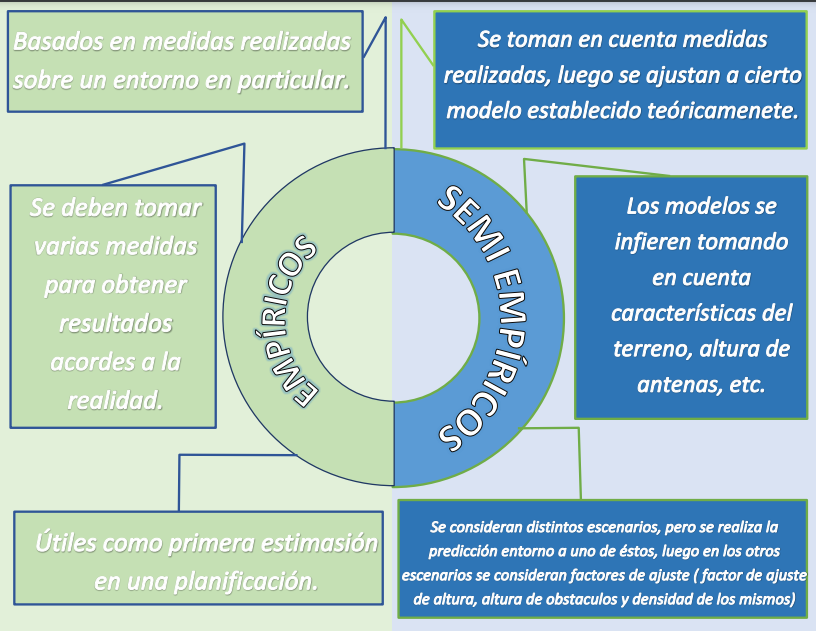 Basados en medidas realizadas
sobre un entorno en particular.
Se deben tomar
varias medidas
para obtener
resultados
acordes a la
realidad.
Útiles como primera estimasión
en una planificación.
EMPÍRICOS
SEMI EMPÍRICOS
Se toman en cuenta medidas
realizadas, luego se ajustan a cierto
modelo establecido teóricamenete.
Los modelos se
infieren tomando
en cuenta
características del
terreno, altura de
antenas, etc.
Se consideran distintos escenarios, pero se realiza la
predicción entorno a uno de éstos, luego en los otros
escenarios se consideran factores de ajuste ( factor de ajuste
de altura, altura de obstaculos y densidad de los mismos)